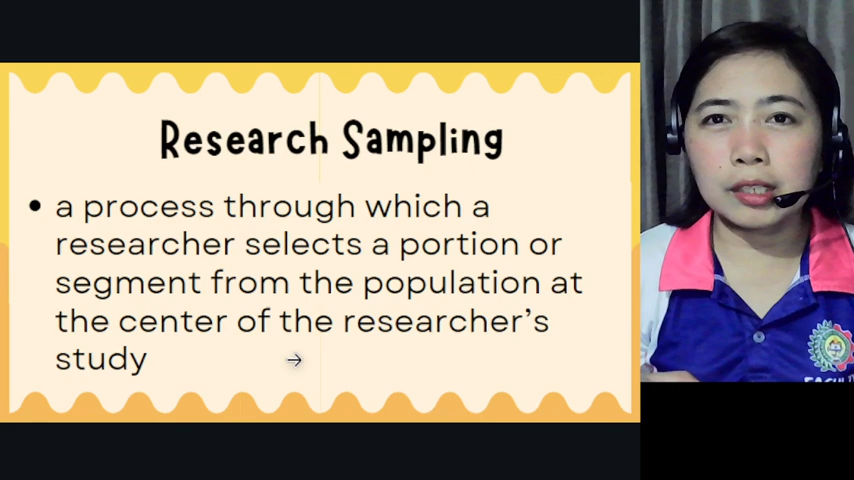 Research Sampling
a process through which a
researcher selects a portion or
segment from the population at
the center of the researcher’s
study